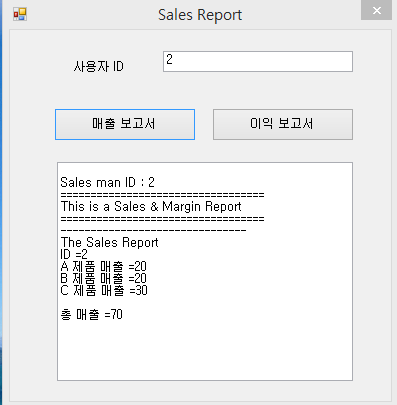 Sales Report
사용자 ID
2
매출 보고서
이익 보고서
Sales man ID : 2
==================================
This is a Sales & Margin Report
==================================
-------------------------------
The Sales Report
ID =2
A 제품 매출 =20
B 제품 매출 =20
C 제품 매출 =30
총 매출 =70